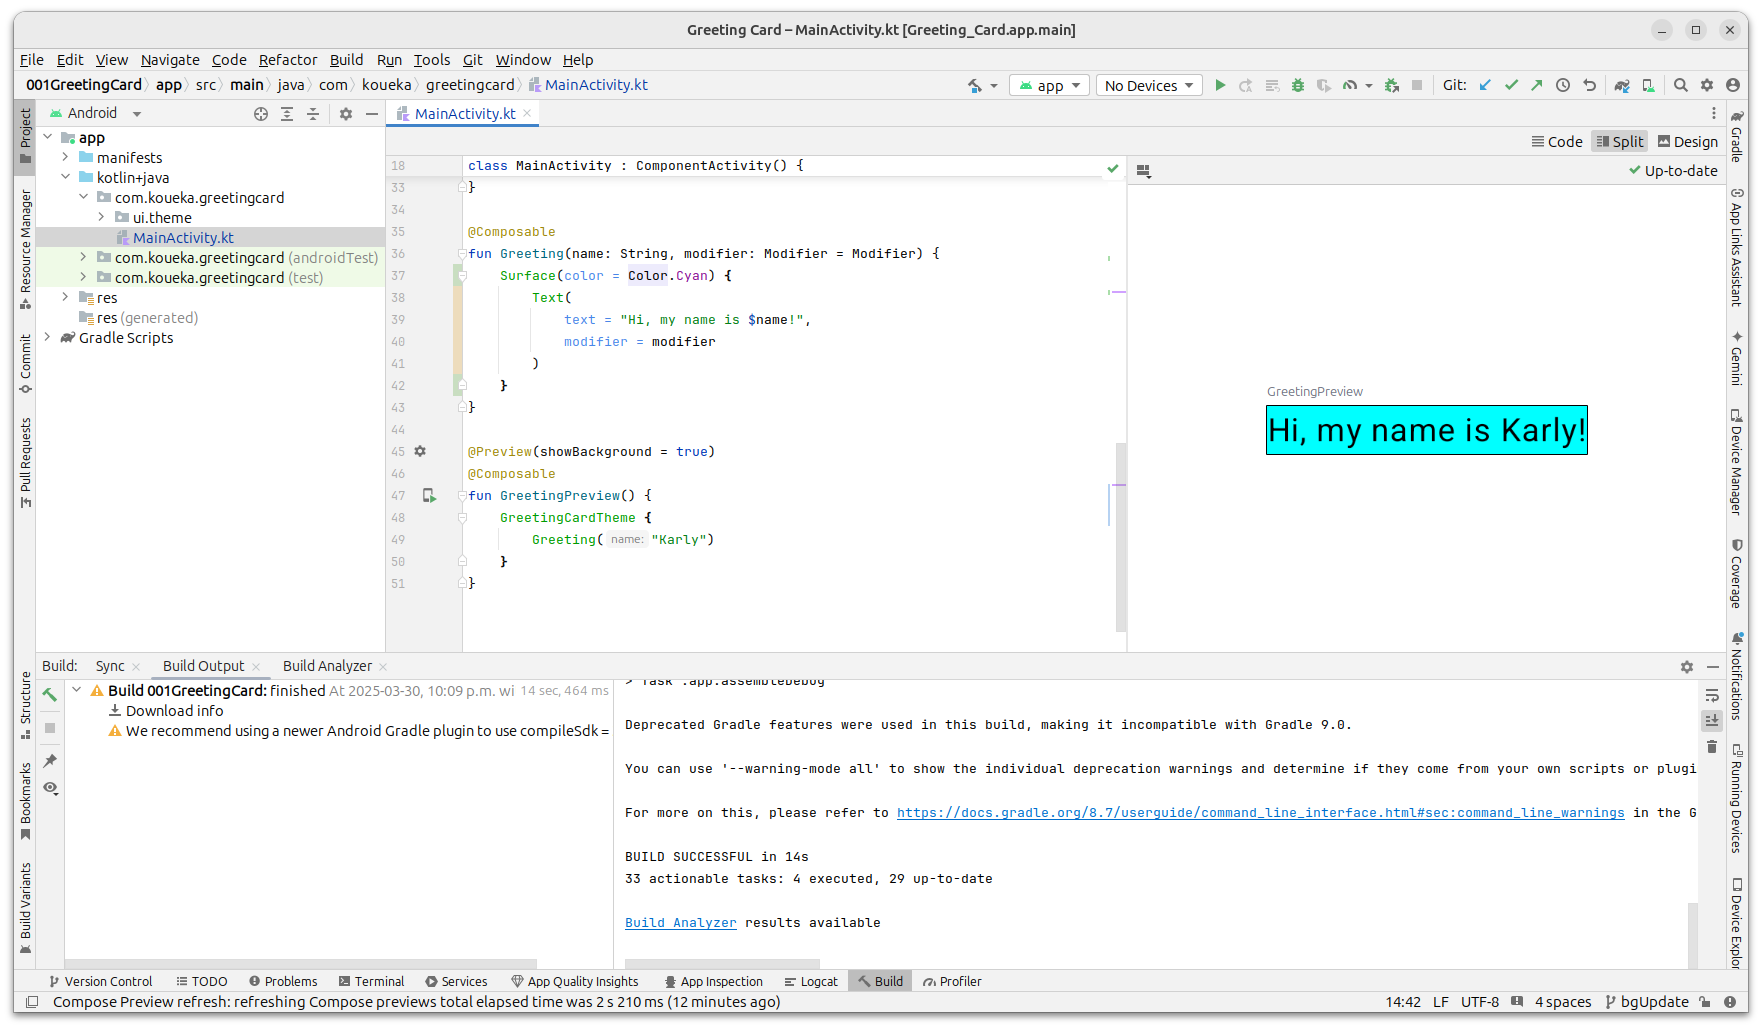 Greeting Card – MainActivity.kt [Greeting_Card.app.main]
File Edit View Navigate Code Refactor Build Run Tools Git Window Help
001GreetingCard app src main java com koueka greetingcard MainActivity.kt
app No Devices Git:
Android
MainActivity.kt
Code Split Design
Up-to-date
Project
Resource Manager
Commit
Pull Requests
Structure
Bookmarks
Build Variants
app
manifests
kotlin+java
com.koueka.greetingcard
ui.theme
MainActivity.kt
com.koueka.greetingcard (androidTest)
com.koueka.greetingcard (test)
res
res (generated)
Gradle Scripts
18 class MainActivity : ComponentActivity() {
33 }
34
35 @Composable
36 fun Greeting(name: String, modifier: Modifier = Modifier) {
37 Surface(color = Color.Cyan) {
38 Text(
39 text = "Hi, my name is $name!",
40 modifier = modifier
41 )
42 }
43 }
44
45 @Preview(showBackground = true)
46 @Composable
47 fun GreetingPreview() {
48 GreetingCardTheme {
49 Greeting( name: "Karly")
50 }
51 }
GreetingPreview
Hi, my name is Karly!
Gradle
App Links Assistant
Gemini
Device Manager
Coverage
Notifications
Running Devices
Device Explor
Build: Sync Build Output Build Analyzer
Build 001GreetingCard: finished At 2025-03-30, 10:09 p.m. wi 14 sec, 464 ms
Download info
We recommend using a newer Android Gradle plugin to use compileSdk =
> Task :app:assembleDebug
Deprecated Gradle features were used in this build, making it incompatible with Gradle 9.0.
You can use '--warning-mode all' to show the individual deprecation warnings and determine if they come from your own scripts or plugi
For more on this, please refer to https://docs.gradle.org/8.7/userguide/command_line_interface.html#sec:command_line_warnings in the G
BUILD SUCCESSFUL in 14s
33 actionable tasks: 4 executed, 29 up-to-date
Build Analyzer results available
Version Control TODO Problems Terminal Services App Quality Insights App Inspection Logcat Build Profiler
Compose Preview refresh: refreshing Compose previews total elapsed time was 2 s 210 ms (12 minutes ago) 14:42 LF UTF-8 4 spaces bgUpdate